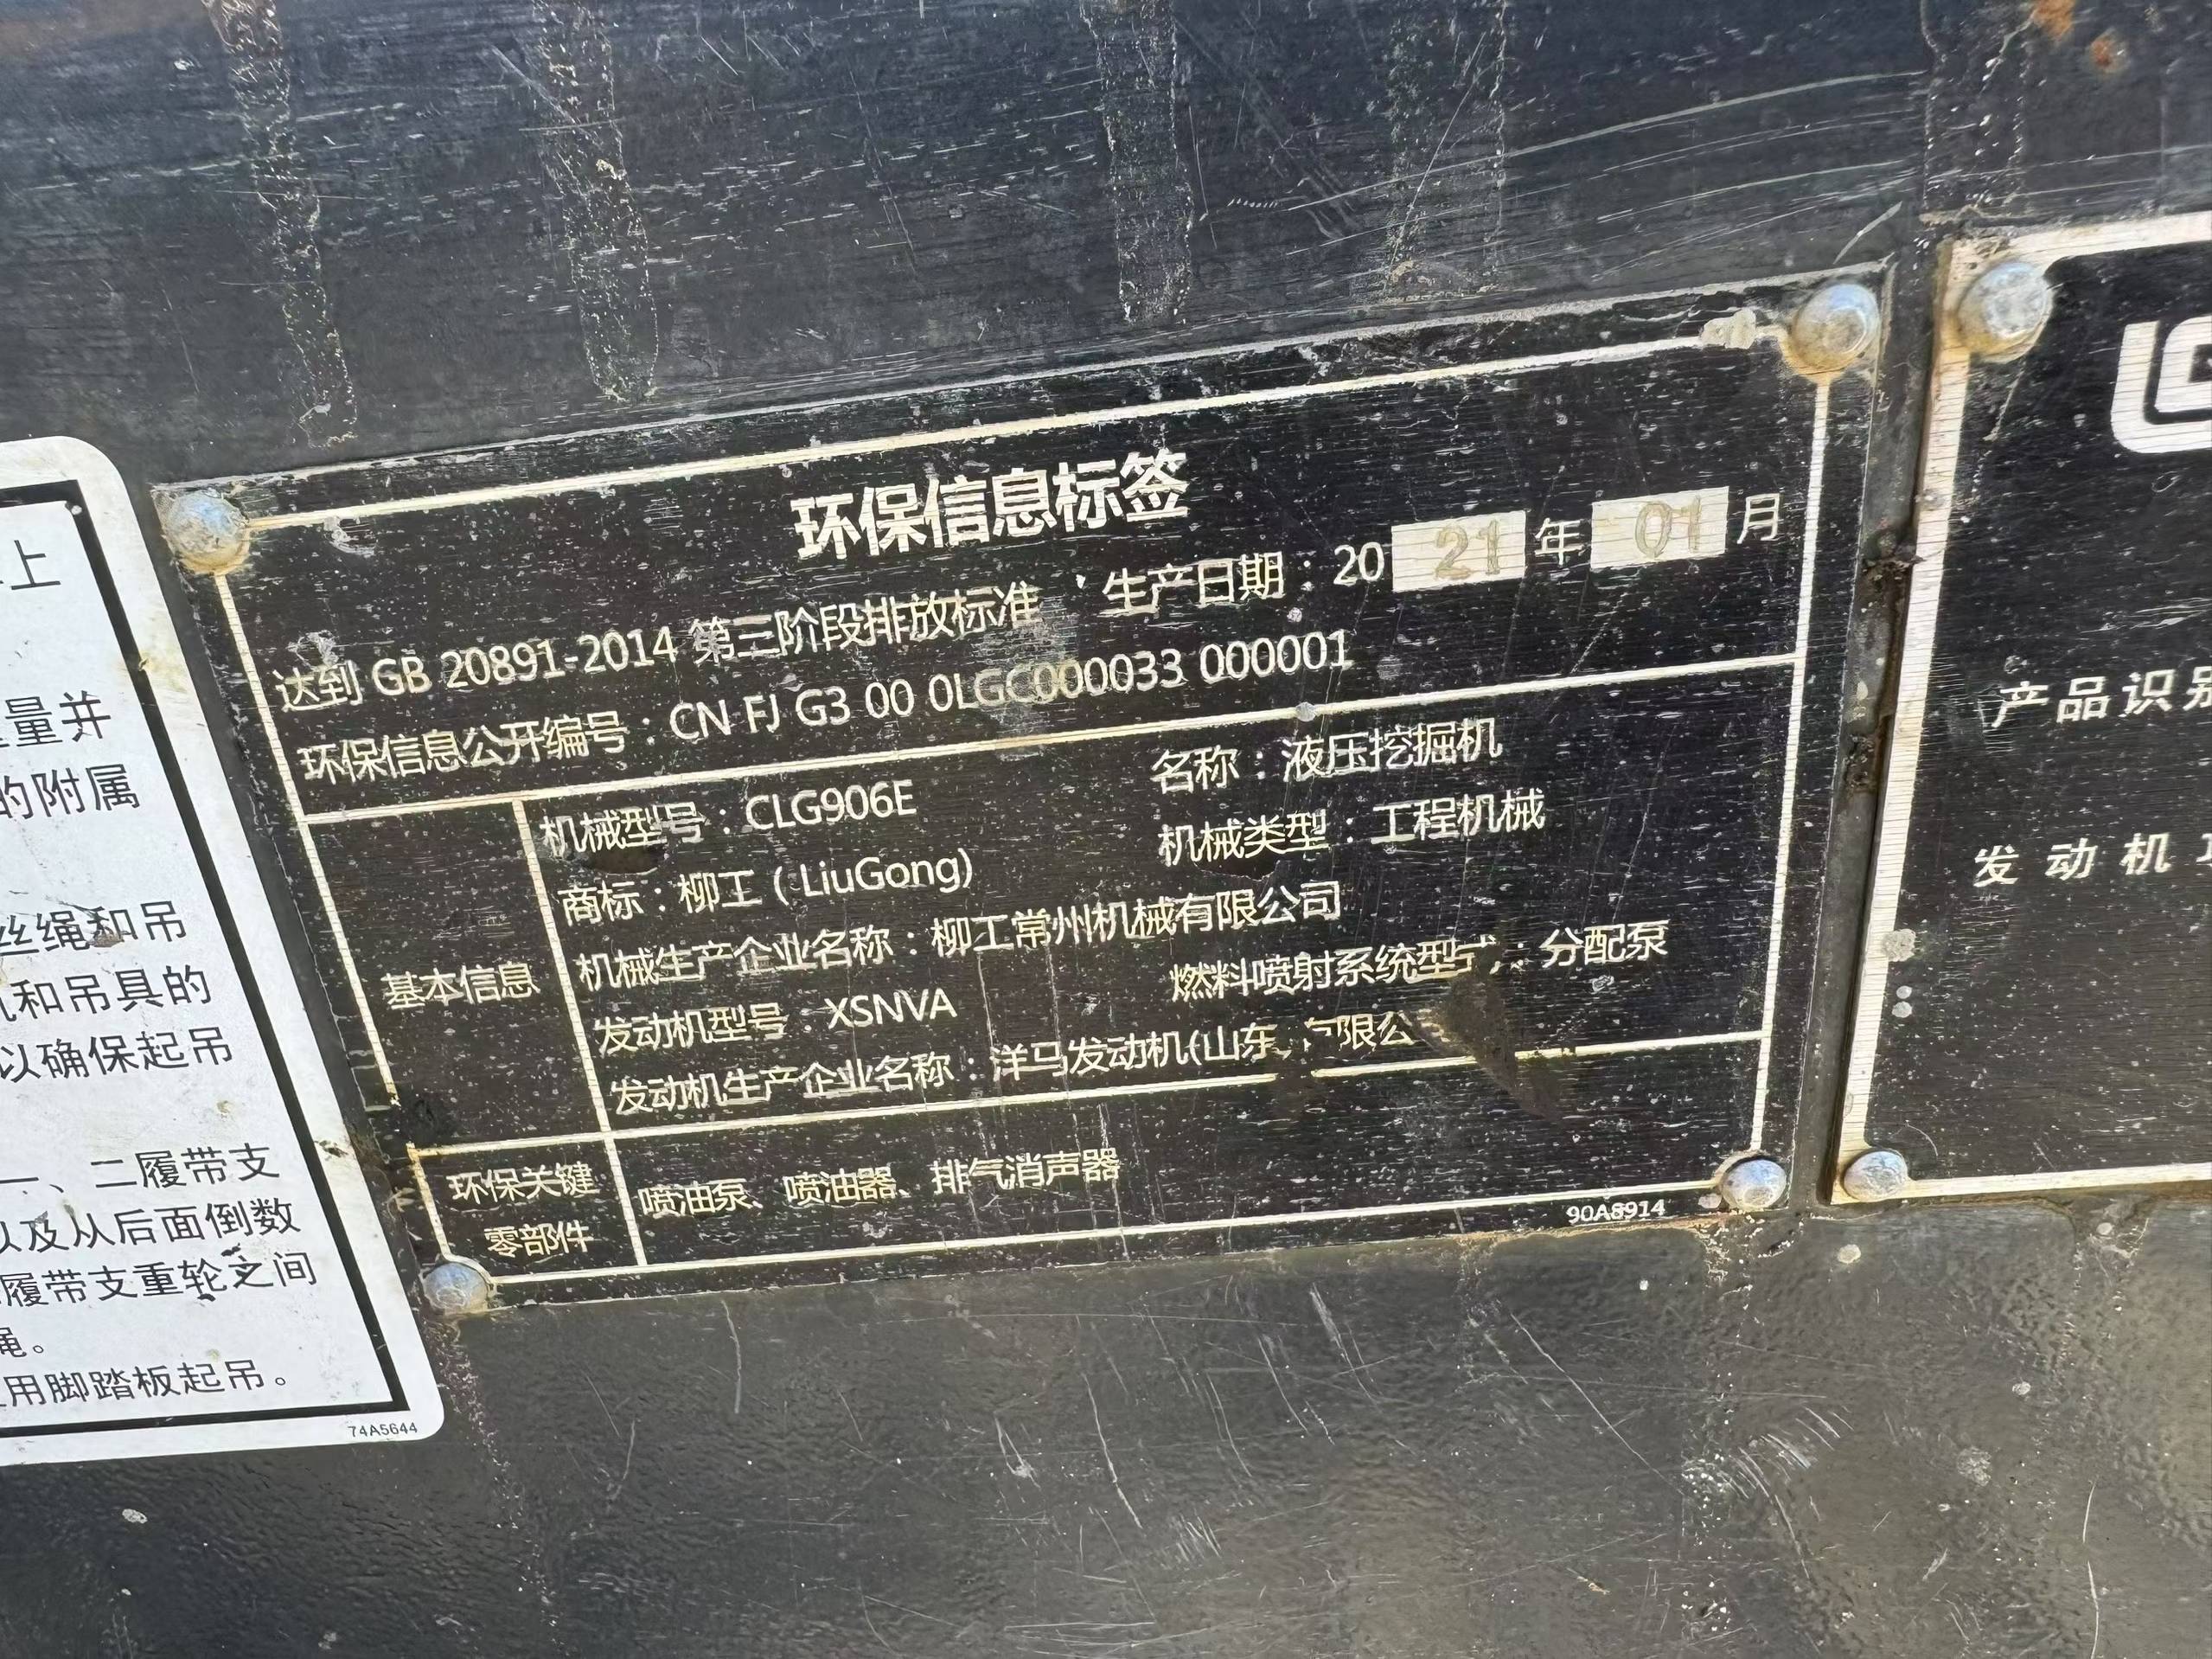 上
量并
的附属
丝绳和吊
和吊具的
以确保起吊
一、二履带支
以及从后面倒数
履带支重轮之间
绳。
用脚踏板起吊。
74A5644
环保信息标签
达到 GB 20891-2014 第三阶段排放标准 生产日期：20 21 年 01 月
环保信息公开编号：CN FJ G3 00 0LGC000033 000001
基本信息
机械型号：CLG906E 名称：液压挖掘机
商标：柳工（LiuGong） 机械类型：工程机械
机械生产企业名称：柳工常州机械有限公司
发动机型号：XSNVA 燃料喷射系统型式：分配泵
发动机生产企业名称：洋马发动机(山东)有限公司
环保关键
零部件
喷油泵、喷油器、排气消声器
90A8914
产品识别
发动机